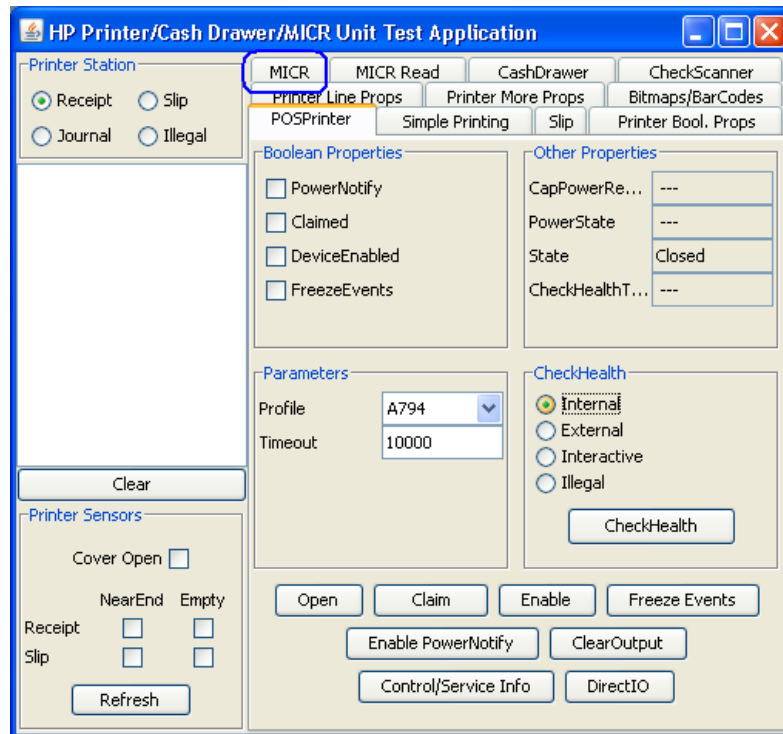 HP Printer/Cash Drawer/MICR Unit Test Application
Printer Station
Receipt Slip
Journal Illegal
MICR MICR Read CashDrawer CheckScanner
Printer Line Props Printer More Props Bitmaps/BarCodes
POSPrinter Simple Printing Slip Printer Bool. Props
Boolean Properties
PowerNotify
Claimed
DeviceEnabled
FreezeEvents
Other Properties
CapPowerRe... ---
PowerState ---
State Closed
CheckHealthT... ---
Parameters
Profile A794
Timeout 10000
CheckHealth
Internal
External
Interactive
Illegal
CheckHealth
Clear
Printer Sensors
Cover Open
NearEnd Empty
Receipt
Slip
Refresh
Open Claim Enable Freeze Events
Enable PowerNotify ClearOutput
Control/Service Info DirectIO